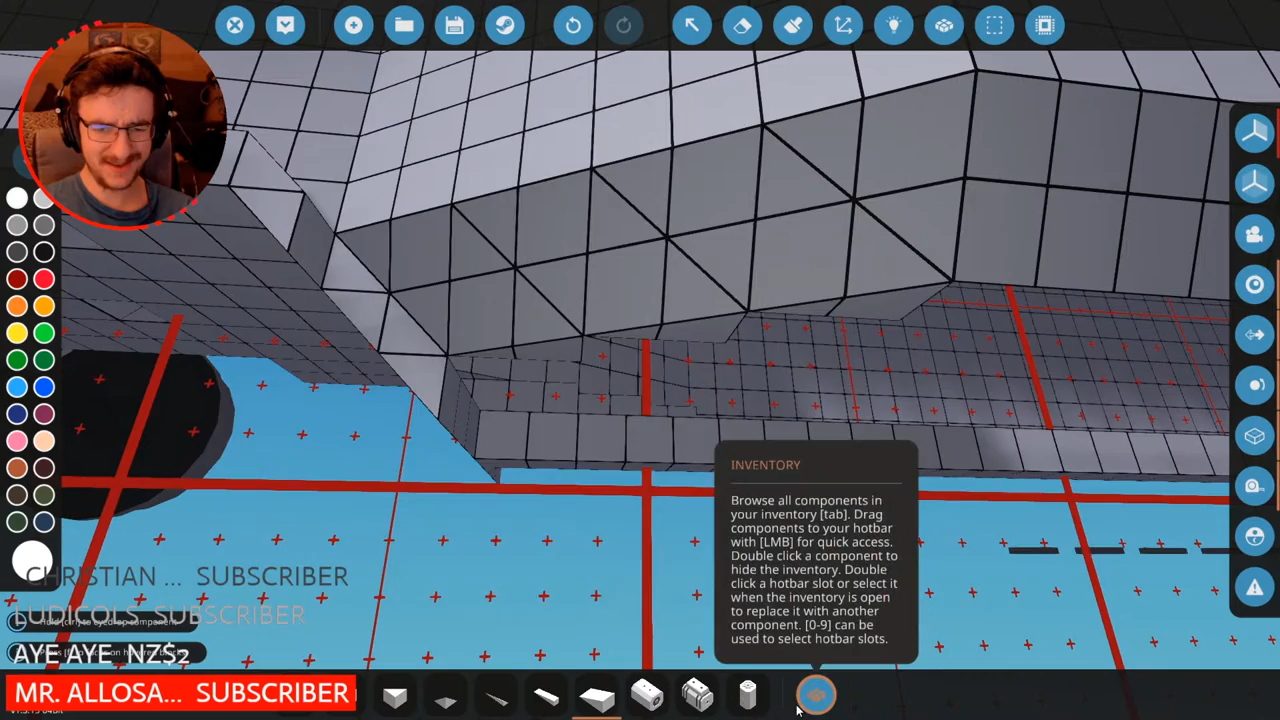 INVENTORY
Browse all components in
your inventory [tab]. Drag
components to your hotbar
with [LMB] for quick access.
Double click a component to
hide the inventory. Double
click a hotbar slot or select it
when the inventory is open
to replace it with another
component. [0-9] can be
used to select hotbar slots.
CHRISTIAN ... SUBSCRIBER
LUDICOLS SUBSCRIBER
AYE AYE NZ$2
MR. ALLOSA... SUBSCRIBER